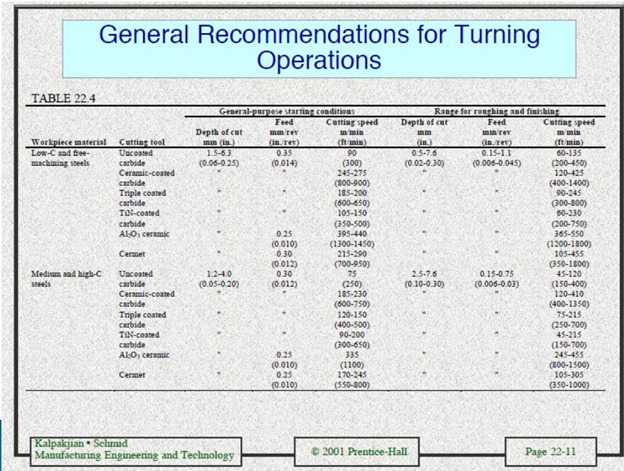 General Recommendations for Turning
Operations
TABLE 22.4
General-purpose starting conditions Range for roughing and finishing
Feed Cutting speed Depth of cut Feed Cutting speed
Depth of cut mm/rev m/min mm mm/rev m/min
Workpiece material Cutting tool mm (in.) (in./rev) (ft/min) (in.) (in./rev) (ft/min)
Low-C and free- Uncoated 1.5-6.3 0.35 90 0.5-7.6 0.15-1.1 60-135
machining steels carbide (0.06-0.25) (0.014) (300) (0.02-0.30) (0.006-0.045) (200-450)
Ceramic-coated " " 245-275 " " 120-425
carbide (800-900) (400-1400)
Triple coated " " 185-200 " " 90-245
carbide (600-650) (300-800)
TiN-coated " " 105-150 " " 60-230
carbide (350-500) (200-750)
Al₂O₃ ceramic " 0.25 395-440 " " 365-550
(0.010) (1300-1450) (1200-1800)
Cermet " 0.30 215-290 " " 105-455
(0.012) (700-950) (350-1800)
Medium and high-C Uncoated 1.2-4.0 0.30 75 2.5-7.6 0.15-0.75 45-120
steels carbide (0.05-0.20) (0.012) (250) (0.10-0.30) (0.006-0.03) (150-400)
Ceramic-coated " " 185-230 " " 120-410
carbide (600-750) (400-1350)
Triple coated " " 120-150 " " 75-215
carbide (400-500) (250-700)
TiN-coated " " 90-200 " " 45-215
carbide (300-650) (150-700)
Al₂O₃ ceramic " 0.25 335 " " 245-455
(0.010) (1100) (800-1500)
Cermet " 0.25 170-245 " " 105-305
(0.010) (550-800) (350-1000)
Kalpakjian • Schmid
Manufacturing Engineering and Technology
© 2001 Prentice-Hall
Page 22-11